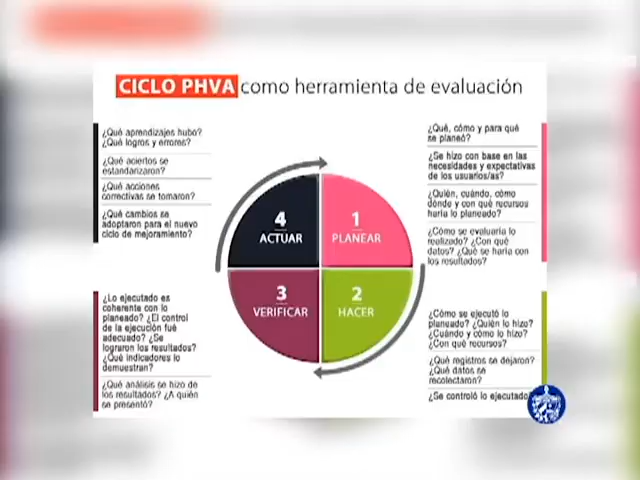 CICLO PHVA como herramienta de evaluación
¿Qué aprendizajes hubo?
¿Qué logros y errores?
¿Qué aciertos se
estandarizaron?
¿Qué acciones
correctivas se tomaron?
¿Qué cambios se
adoptaron para el nuevo
ciclo de mejoramiento?
¿Qué, cómo y para qué
se planeó?
¿Se hizo con base en las
necesidades y expectativas
de los usuarios/as?
¿Quién, cuándo, cómo
dónde y con qué recursos
haría lo planeado?
¿Cómo se evaluaría lo
realizado? ¿Con qué
datos? ¿Qué se haría con
los resultados?
4
ACTUAR
1
PLANEAR
3
VERIFICAR
2
HACER
¿Lo ejecutado es
coherente con lo
planeado? ¿El control
de la ejecución fué
adecuado? ¿Se
lograron los resultados?
¿Qué indicadores lo
demuestran?
¿Qué análisis se hizo de
los resultados? ¿A quién
se presentó?
¿Cómo se ejecutó lo
planeado? ¿Quién lo hizo?
¿Cuándo y cómo lo hizo?
¿Con qué recursos?
¿Qué registros se dejaron?
¿Qué datos se
recolectaron?
¿Se controló lo ejecutado